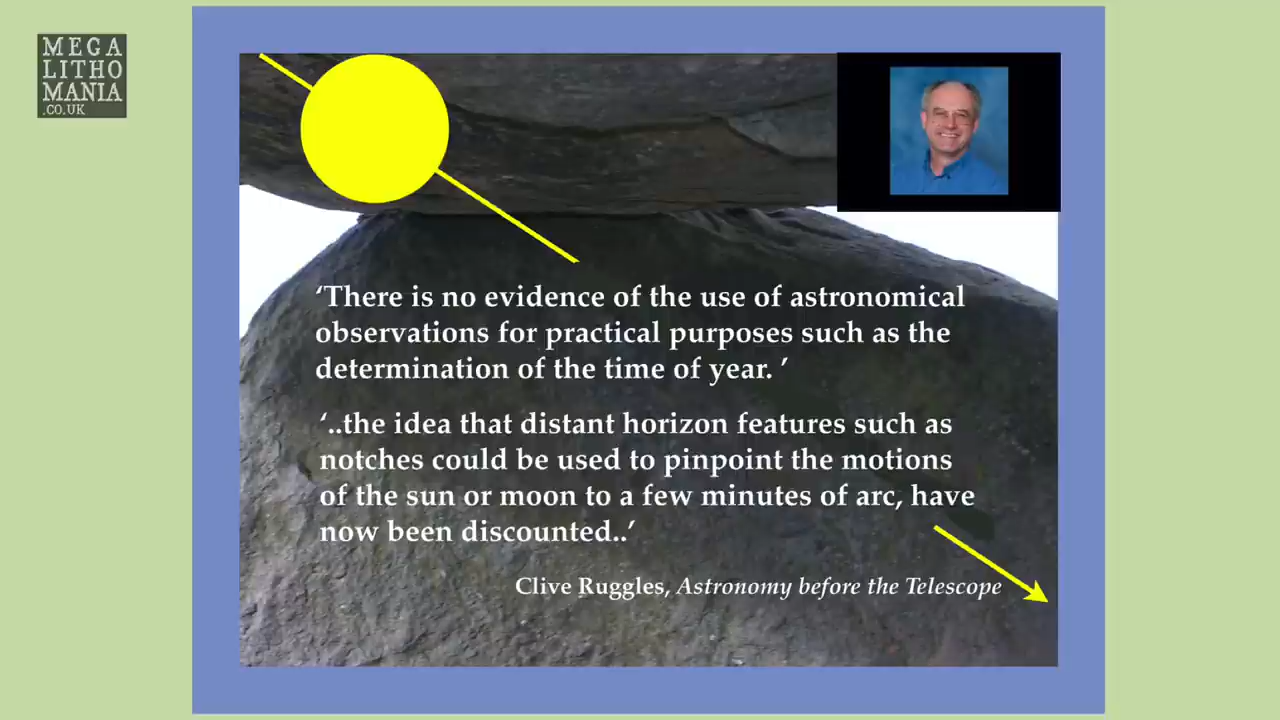 MEGA
LITHO
MANIA
.CO.UK
‘There is no evidence of the use of astronomical
observations for practical purposes such as the
determination of the time of year. ’
‘..the idea that distant horizon features such as
notches could be used to pinpoint the motions
of the sun or moon to a few minutes of arc, have
now been discounted..’
Clive Ruggles, Astronomy before the Telescope